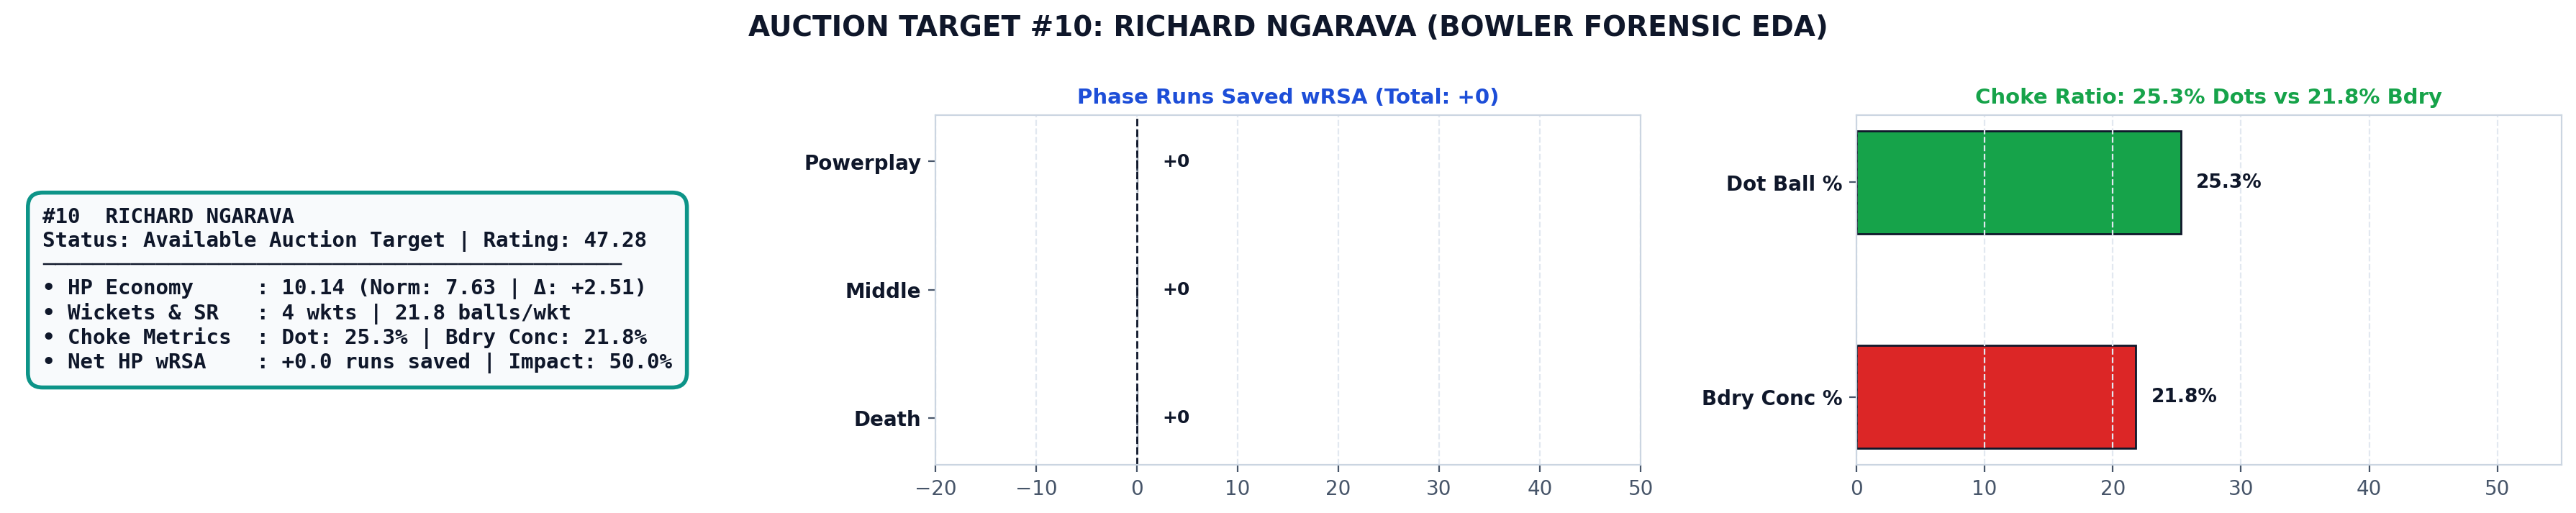 AUCTION TARGET #10: RICHARD NGARAVA (BOWLER FORENSIC EDA)
#10  RICHARD NGARAVA
Status: Available Auction Target | Rating: 47.28
• HP Economy     : 10.14 (Norm: 7.63 | Δ: +2.51)
• Wickets & SR   : 4 wkts | 21.8 balls/wkt
• Choke Metrics  : Dot: 25.3% | Bdry Conc: 21.8%
• Net HP wRSA    : +0.0 runs saved | Impact: 50.0%
Phase Runs Saved wRSA (Total: +0)
Powerplay +0
Middle +0
Death +0
−20 −10 0 10 20 30 40 50
Choke Ratio: 25.3% Dots vs 21.8% Bdry
Dot Ball % 25.3%
Bdry Conc % 21.8%
0 10 20 30 40 50